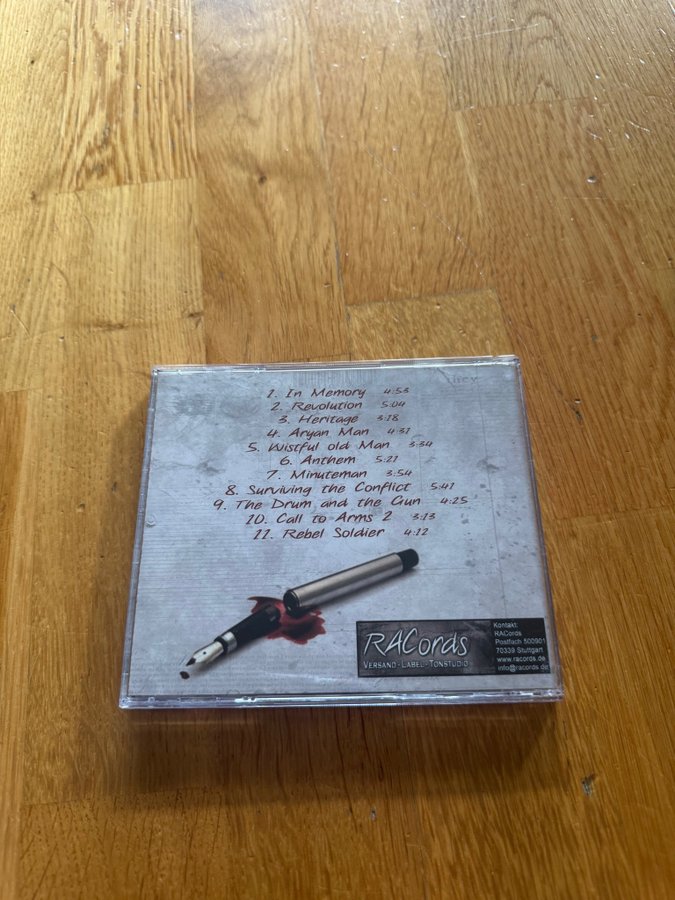 1. In Memory 4:53
2. Revolution 5:04
3. Heritage 3:18
4. Aryan Man 4:31
5. Wistful old Man 3:34
6. Anthem 5:21
7. Minuteman 3:54
8. Surviving the Conflict 5:41
9. The Drum and the Gun 4:25
10. Call to Arms 2 3:13
11. Rebel Soldier 4:12
RACords
Versand-Label-Tonstudio
Kontakt:
RACords
Postfach 500901
70339 Stuttgart
www.racords.de
info@racords.de